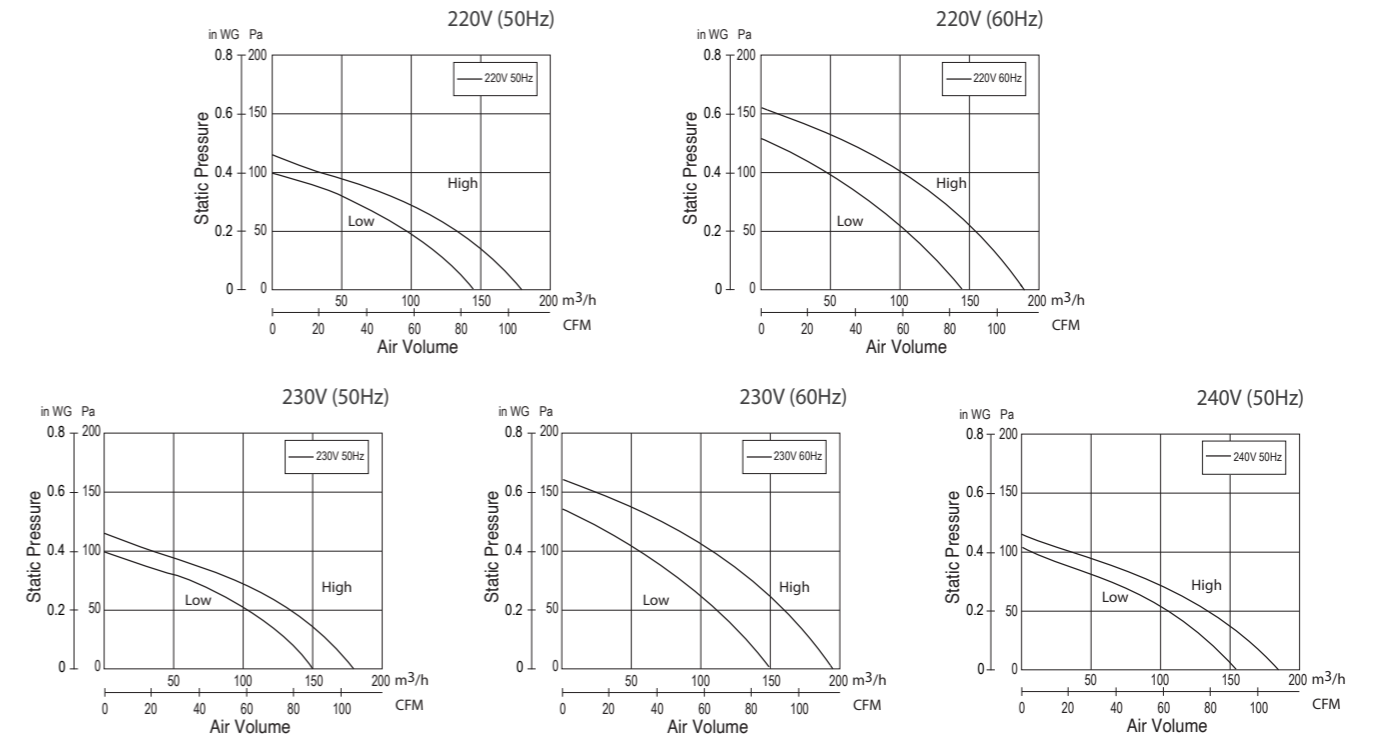 220V (50Hz)
in WG Pa
0.8 200
220V 50Hz
0.6 150
0.4 100
High
Low
0.2 50
0 0
50 100 150 200 m3/h
0 20 40 60 80 100 CFM
Static Pressure
Air Volume
220V (60Hz)
in WG Pa
0.8 200
220V 60Hz
0.6 150
0.4 100
High
Low
0.2 50
0 0
50 100 150 200 m3/h
0 20 40 60 80 100 CFM
Static Pressure
Air Volume
230V (50Hz)
in WG Pa
0.8 200
230V 50Hz
0.6 150
0.4 100
High
Low
0.2 50
0 0
50 100 150 200 m3/h
0 20 40 60 80 100 CFM
Static Pressure
Air Volume
230V (60Hz)
in WG Pa
0.8 200
230V 60Hz
0.6 150
0.4 100
High
Low
0.2 50
0 0
50 100 150 200 m3/h
0 20 40 60 80 100 CFM
Static Pressure
Air Volume
240V (50Hz)
in WG Pa
0.8 200
240V 50Hz
0.6 150
0.4 100
High
Low
0.2 50
0 0
50 100 150 200 m3/h
0 20 40 60 80 100 CFM
Static Pressure
Air Volume